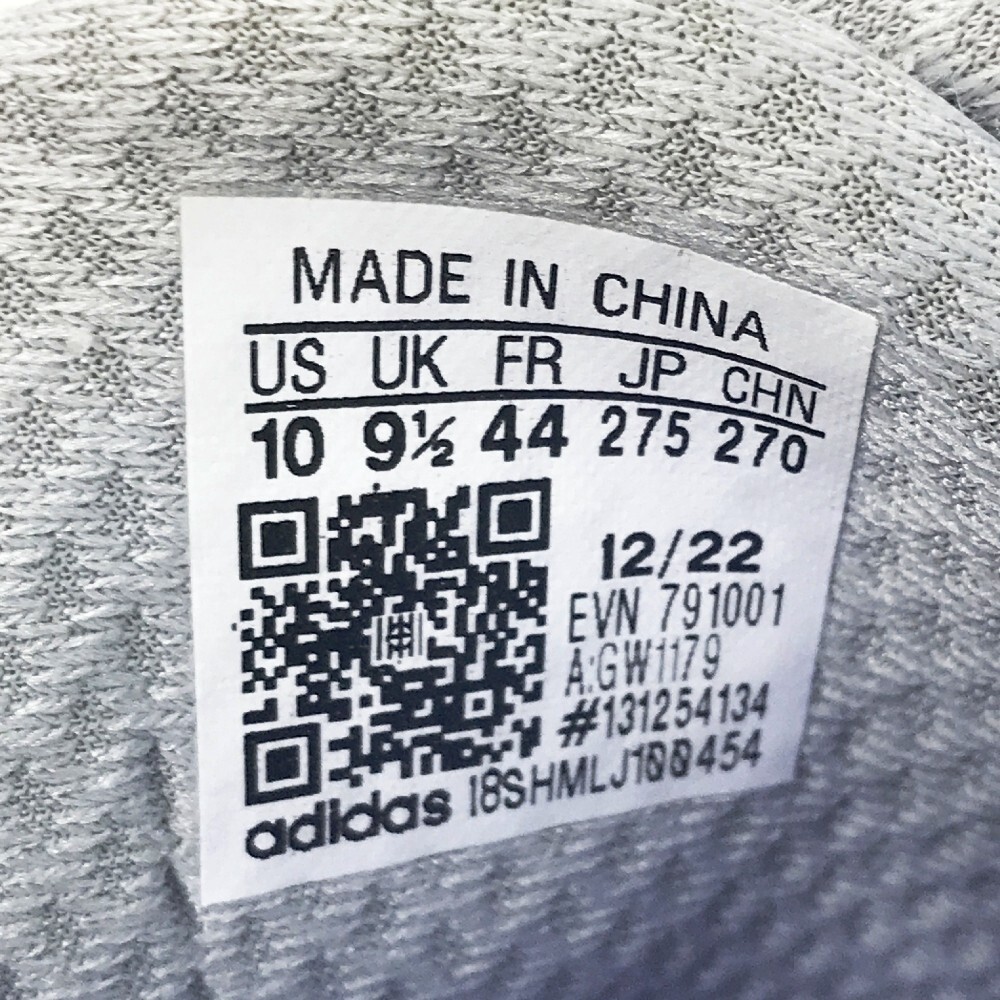 MADE IN CHINA
US UK FR JP CHN
10 9½ 44 275 270
12/22
EVN 791001
A:GW1179
#131254134
adidas 18SHMLJ100454